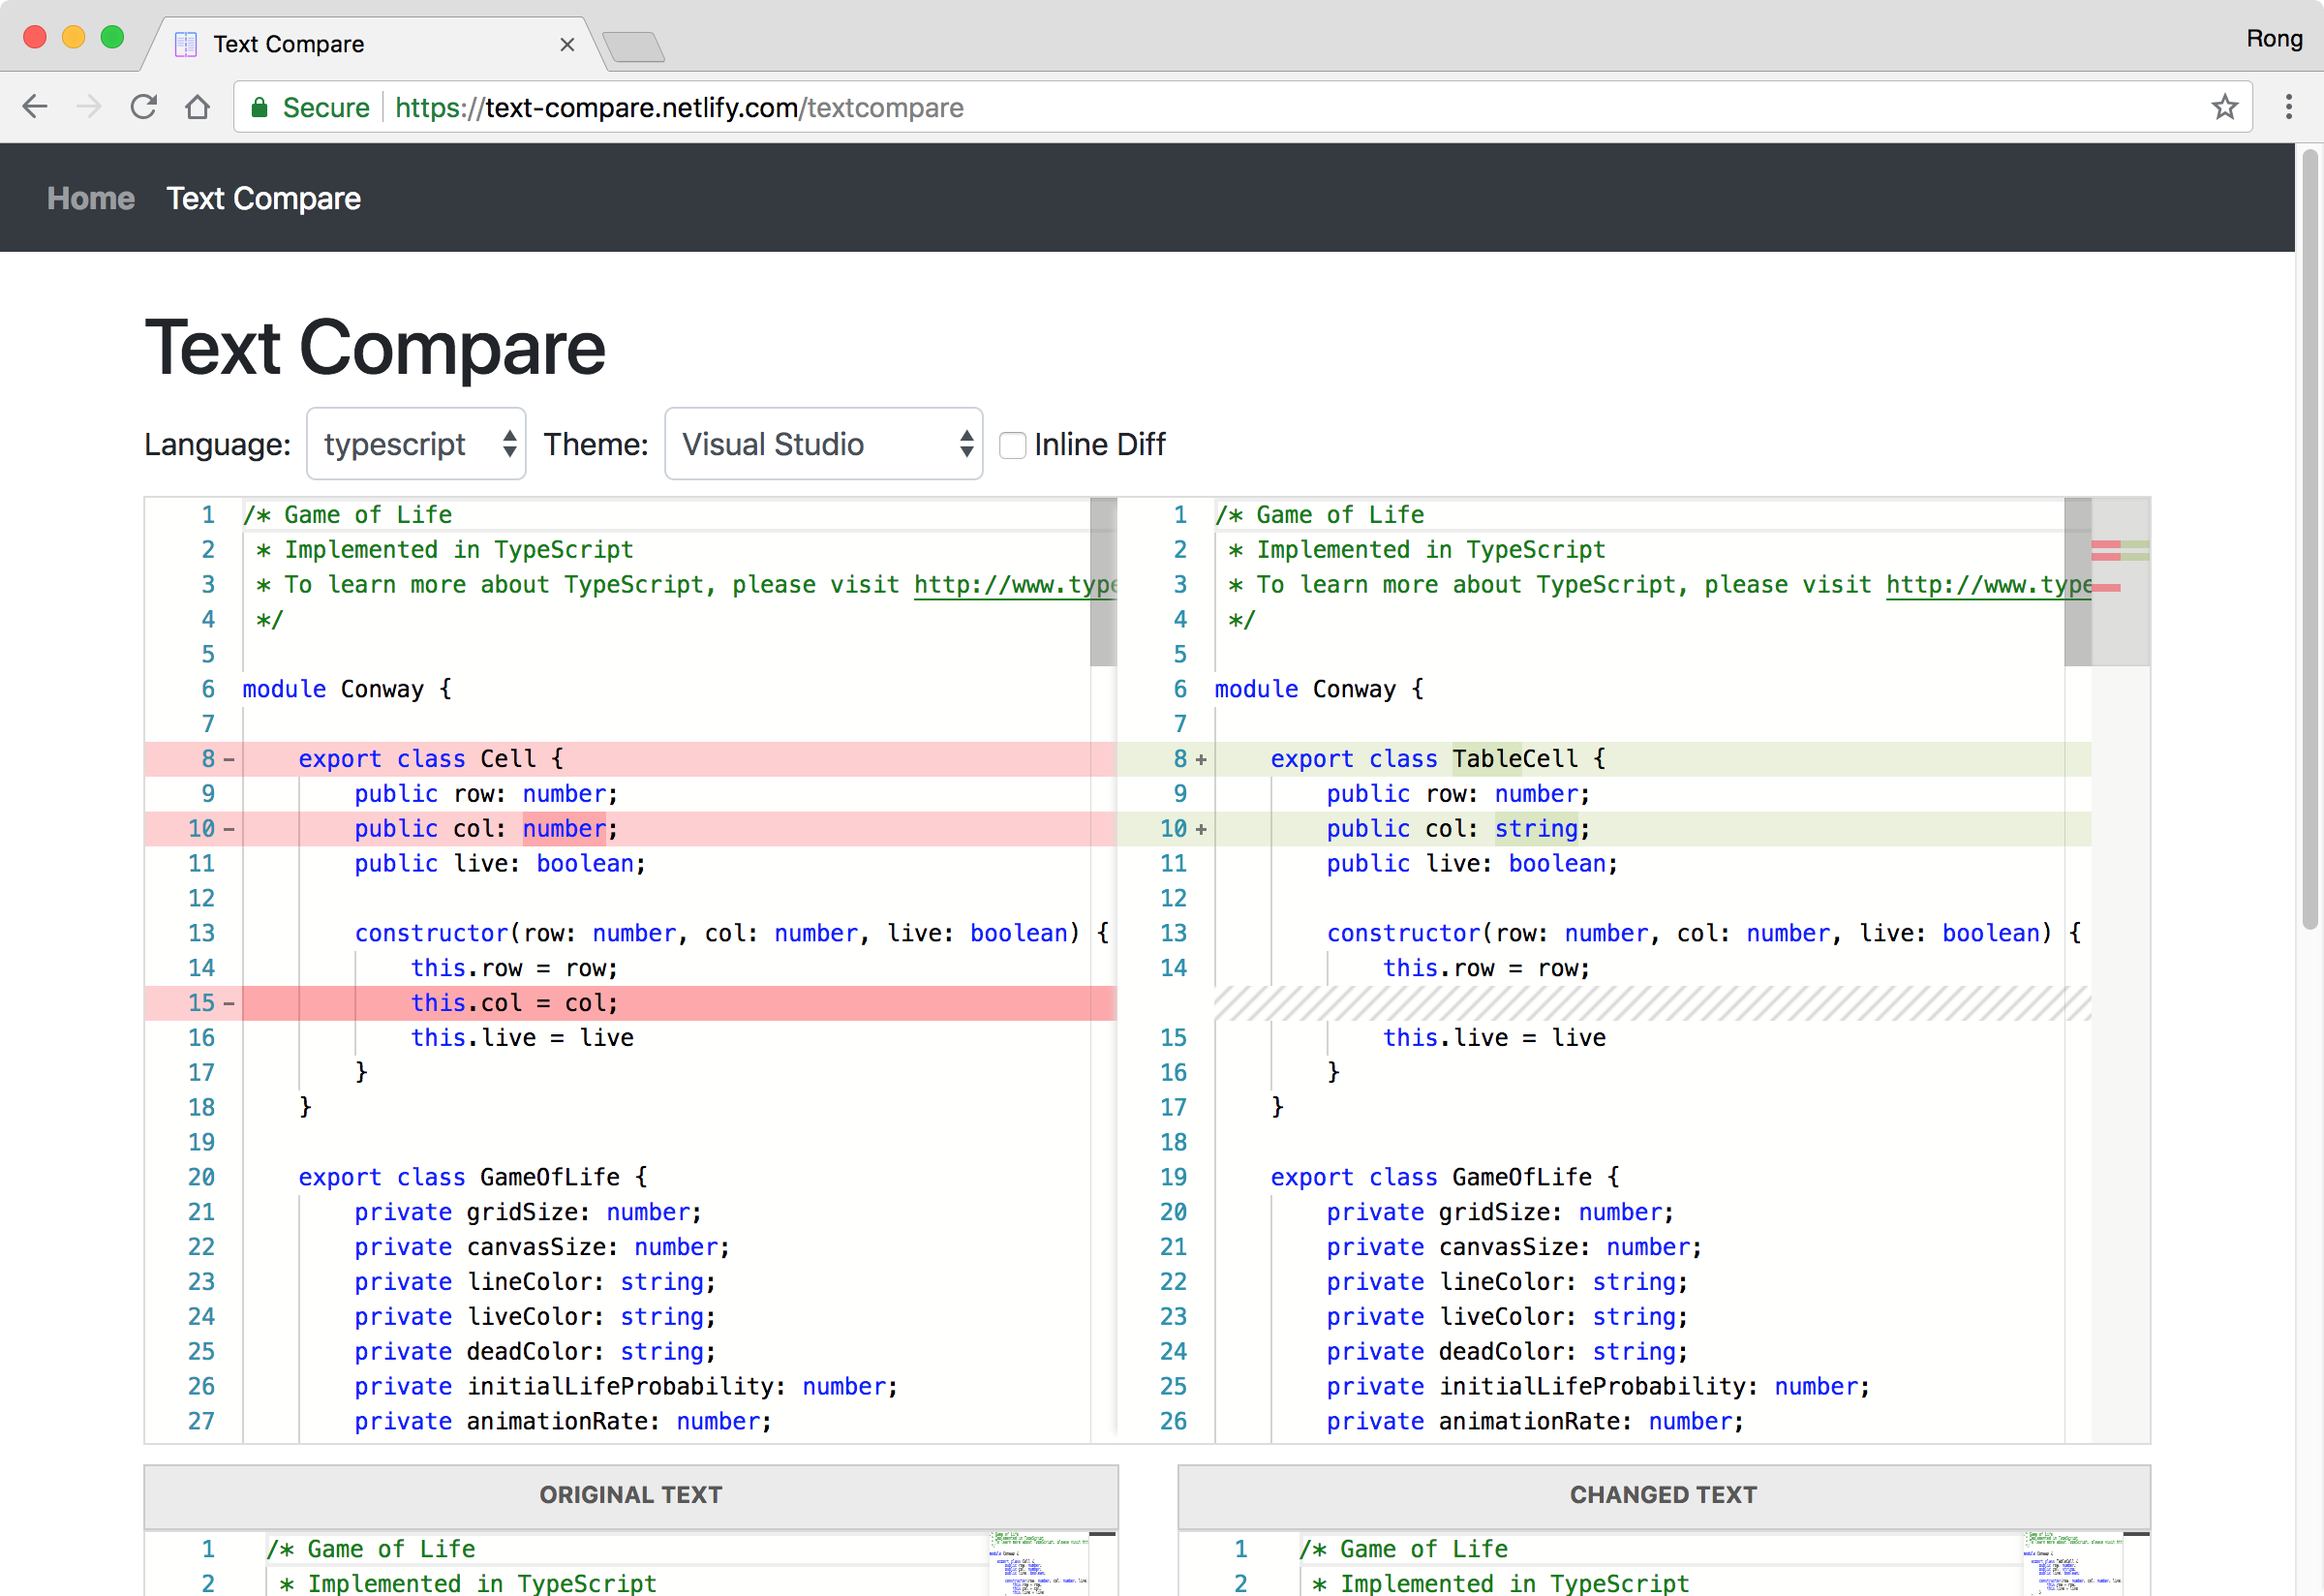 Text Compare
Rong
Secure https://text-compare.netlify.com/textcompare
Home Text Compare
Text Compare
Language: typescript Theme: Visual Studio Inline Diff
1 /* Game of Life
2  * Implemented in TypeScript
3  * To learn more about TypeScript, please visit http://www.type
4  */
5
6 module Conway {
7
8 −     export class Cell {
9         public row: number;
10 −         public col: number;
11         public live: boolean;
12
13         constructor(row: number, col: number, live: boolean) {
14             this.row = row;
15 −             this.col = col;
16             this.live = live
17         }
18     }
19
20     export class GameOfLife {
21         private gridSize: number;
22         private canvasSize: number;
23         private lineColor: string;
24         private liveColor: string;
25         private deadColor: string;
26         private initialLifeProbability: number;
27         private animationRate: number;
1 /* Game of Life
2  * Implemented in TypeScript
3  * To learn more about TypeScript, please visit http://www.type
4  */
5
6 module Conway {
7
8 +     export class TableCell {
9         public row: number;
10 +         public col: string;
11         public live: boolean;
12
13         constructor(row: number, col: number, live: boolean) {
14             this.row = row;
15             this.live = live
16         }
17     }
18
19     export class GameOfLife {
20         private gridSize: number;
21         private canvasSize: number;
22         private lineColor: string;
23         private liveColor: string;
24         private deadColor: string;
25         private initialLifeProbability: number;
26         private animationRate: number;
ORIGINAL TEXT
1 /* Game of Life
2  * Implemented in TypeScript
CHANGED TEXT
1 /* Game of Life
2  * Implemented in TypeScript